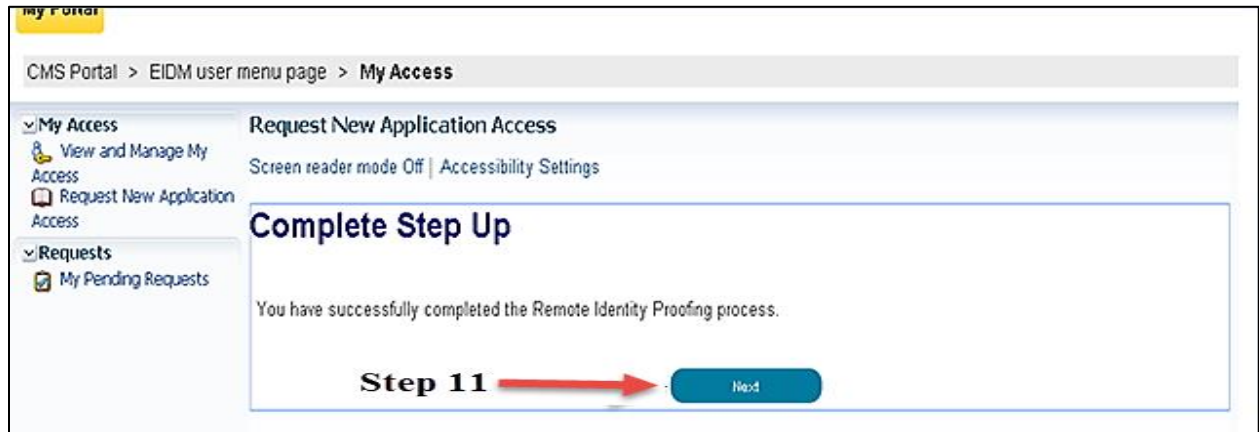 My Portal
CMS Portal > EIDM user menu page > My Access
My Access
View and Manage My
Access
Request New Application
Access
Requests
My Pending Requests
Request New Application Access
Screen reader mode Off | Accessibility Settings
Complete Step Up
You have successfully completed the Remote Identity Proofing process.
Step 11
Next